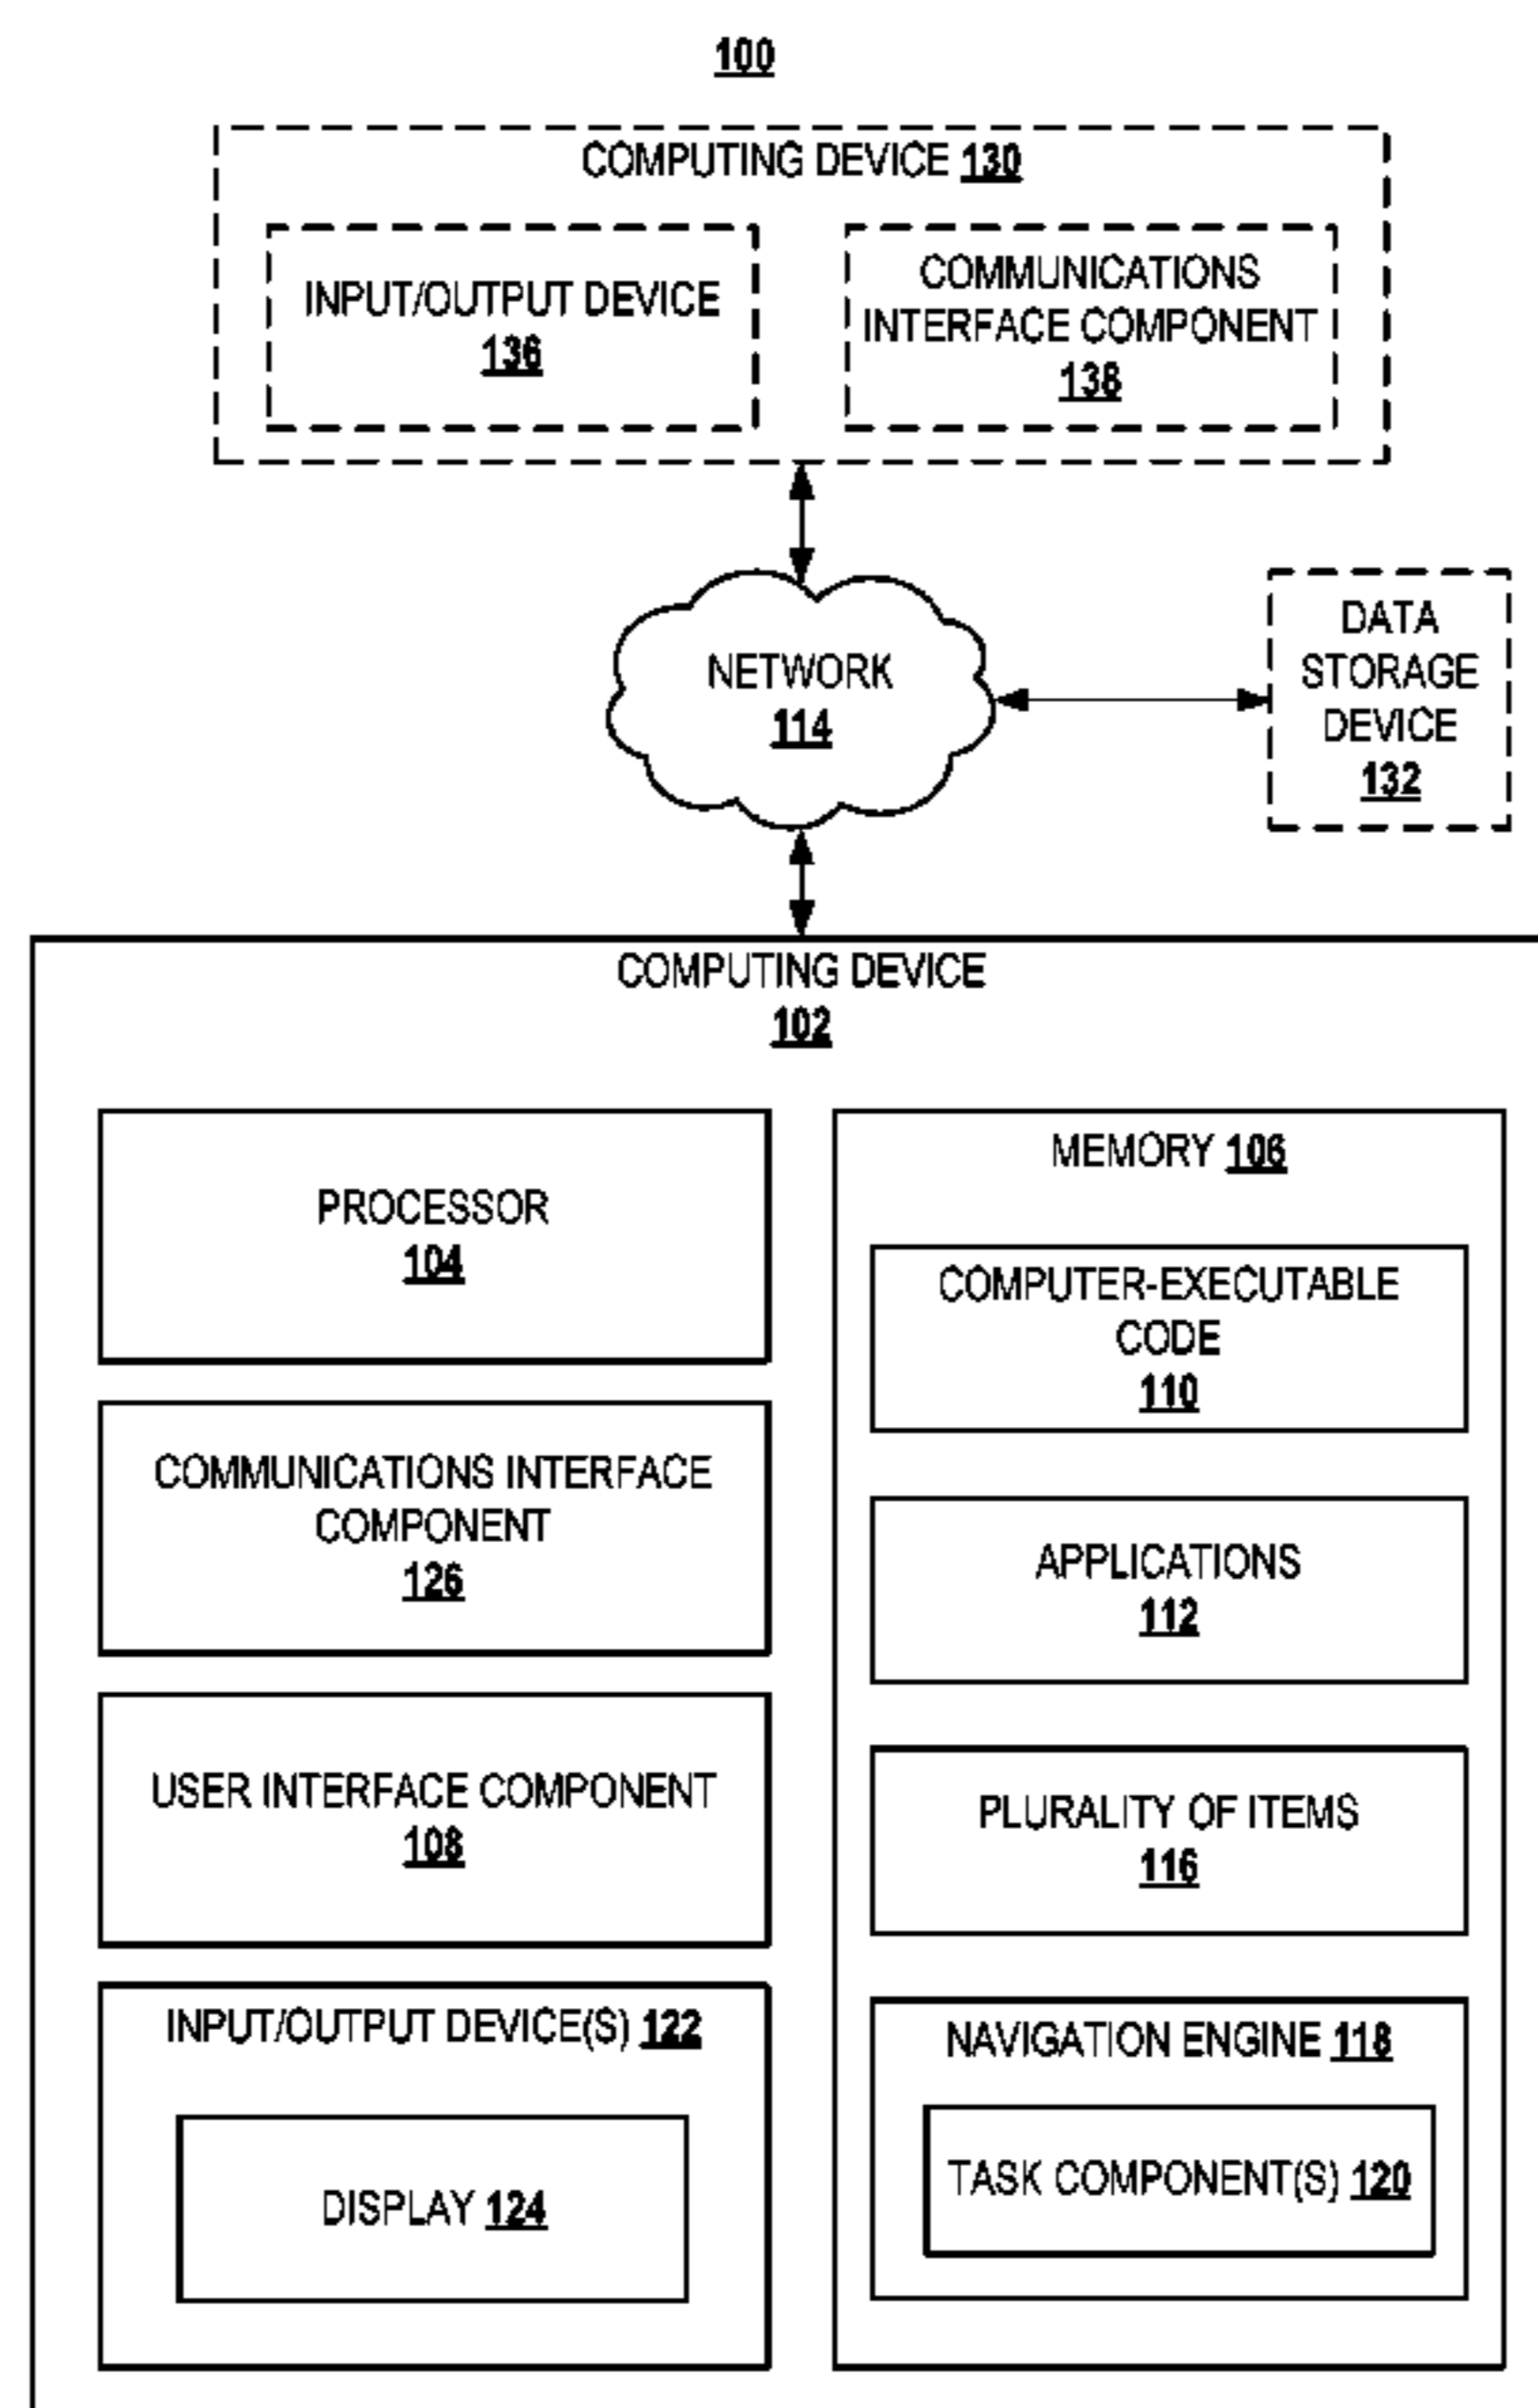 100
COMPUTING DEVICE 130
INPUT/OUTPUT DEVICE
136
COMMUNICATIONS
INTERFACE COMPONENT
138
NETWORK
114
DATA
STORAGE
DEVICE
132
COMPUTING DEVICE
102
PROCESSOR
104
COMMUNICATIONS INTERFACE
COMPONENT
126
USER INTERFACE COMPONENT
108
INPUT/OUTPUT DEVICE(S) 122
DISPLAY 124
MEMORY 106
COMPUTER-EXECUTABLE
CODE
110
APPLICATIONS
112
PLURALITY OF ITEMS
116
NAVIGATION ENGINE 118
TASK COMPONENT(S) 120